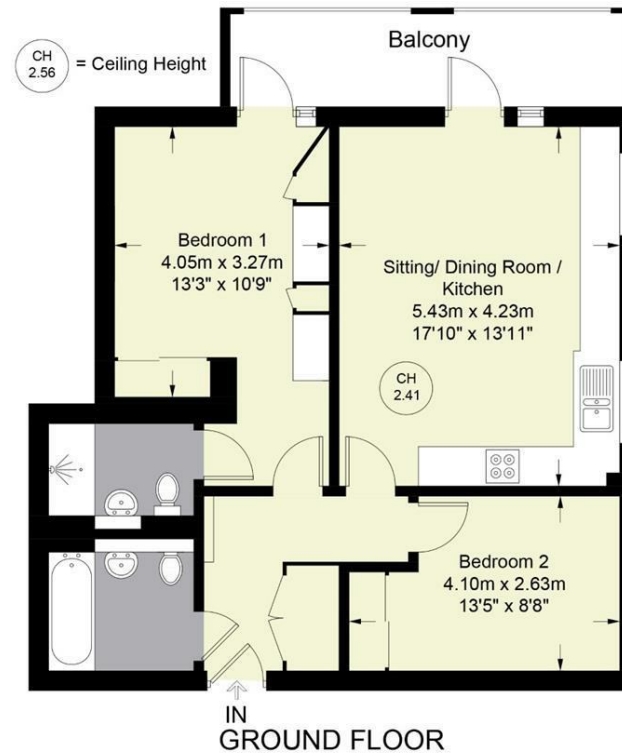 Balcony
CH
2.56
= Ceiling Height
Bedroom 1
4.05m x 3.27m
13'3" x 10'9"
Sitting/ Dining Room /
Kitchen
5.43m x 4.23m
17'10" x 13'11"
CH
2.41
Bedroom 2
4.10m x 2.63m
13'5" x 8'8"
IN
GROUND FLOOR